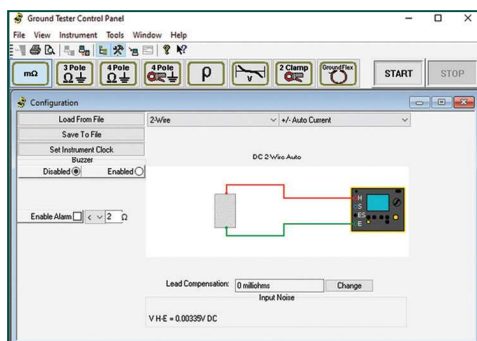 Ground Tester Control Panel
File View Instrument Tools Window Help
mΩ 3 Pole Ω 4 Pole Ω 4 Pole ρ V 2 Clamp GroundFlex START STOP
Configuration
Load From File 2-Wire +/- Auto Current
Save To File
Set Instrument Clock
Buzzer
Disabled Enabled
DC 2-Wire Auto
H
S
ES
E
Enable Alarm < 2 Ω
Lead Compensation: 0 milliohms Change
Input Noise
V H-E = 0.00335V DC